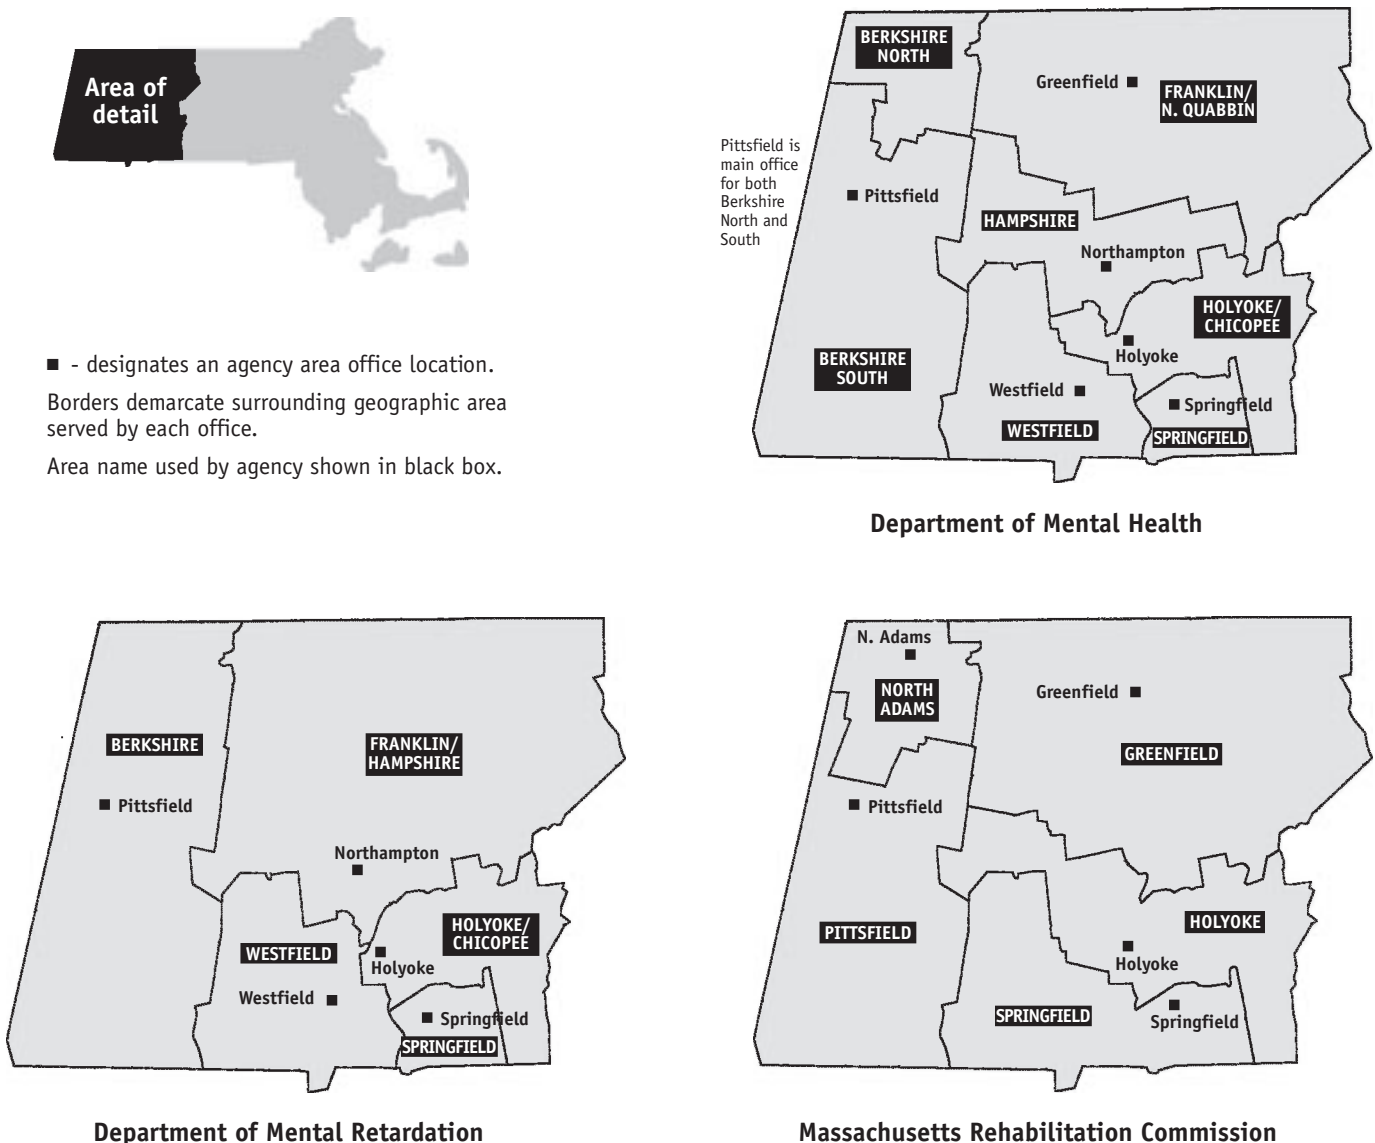 Area of
detail
■ - designates an agency area office location.
Borders demarcate surrounding geographic area
served by each office.
Area name used by agency shown in black box.
BERKSHIRE
NORTH
Greenfield
FRANKLIN/
N. QUABBIN
Pittsfield is
main office
for both
Berkshire
North and
South
Pittsfield
HAMPSHIRE
Northampton
HOLYOKE/
CHICOPEE
Holyoke
BERKSHIRE
SOUTH
Westfield
Springfield
WESTFIELD
SPRINGFIELD
Department of Mental Health
BERKSHIRE
FRANKLIN/
HAMPSHIRE
Pittsfield
Northampton
HOLYOKE/
CHICOPEE
WESTFIELD
Holyoke
Westfield
Springfield
SPRINGFIELD
Department of Mental Retardation
N. Adams
NORTH
ADAMS
Greenfield
GREENFIELD
Pittsfield
PITTSFIELD
HOLYOKE
Holyoke
SPRINGFIELD
Springfield
Massachusetts Rehabilitation Commission